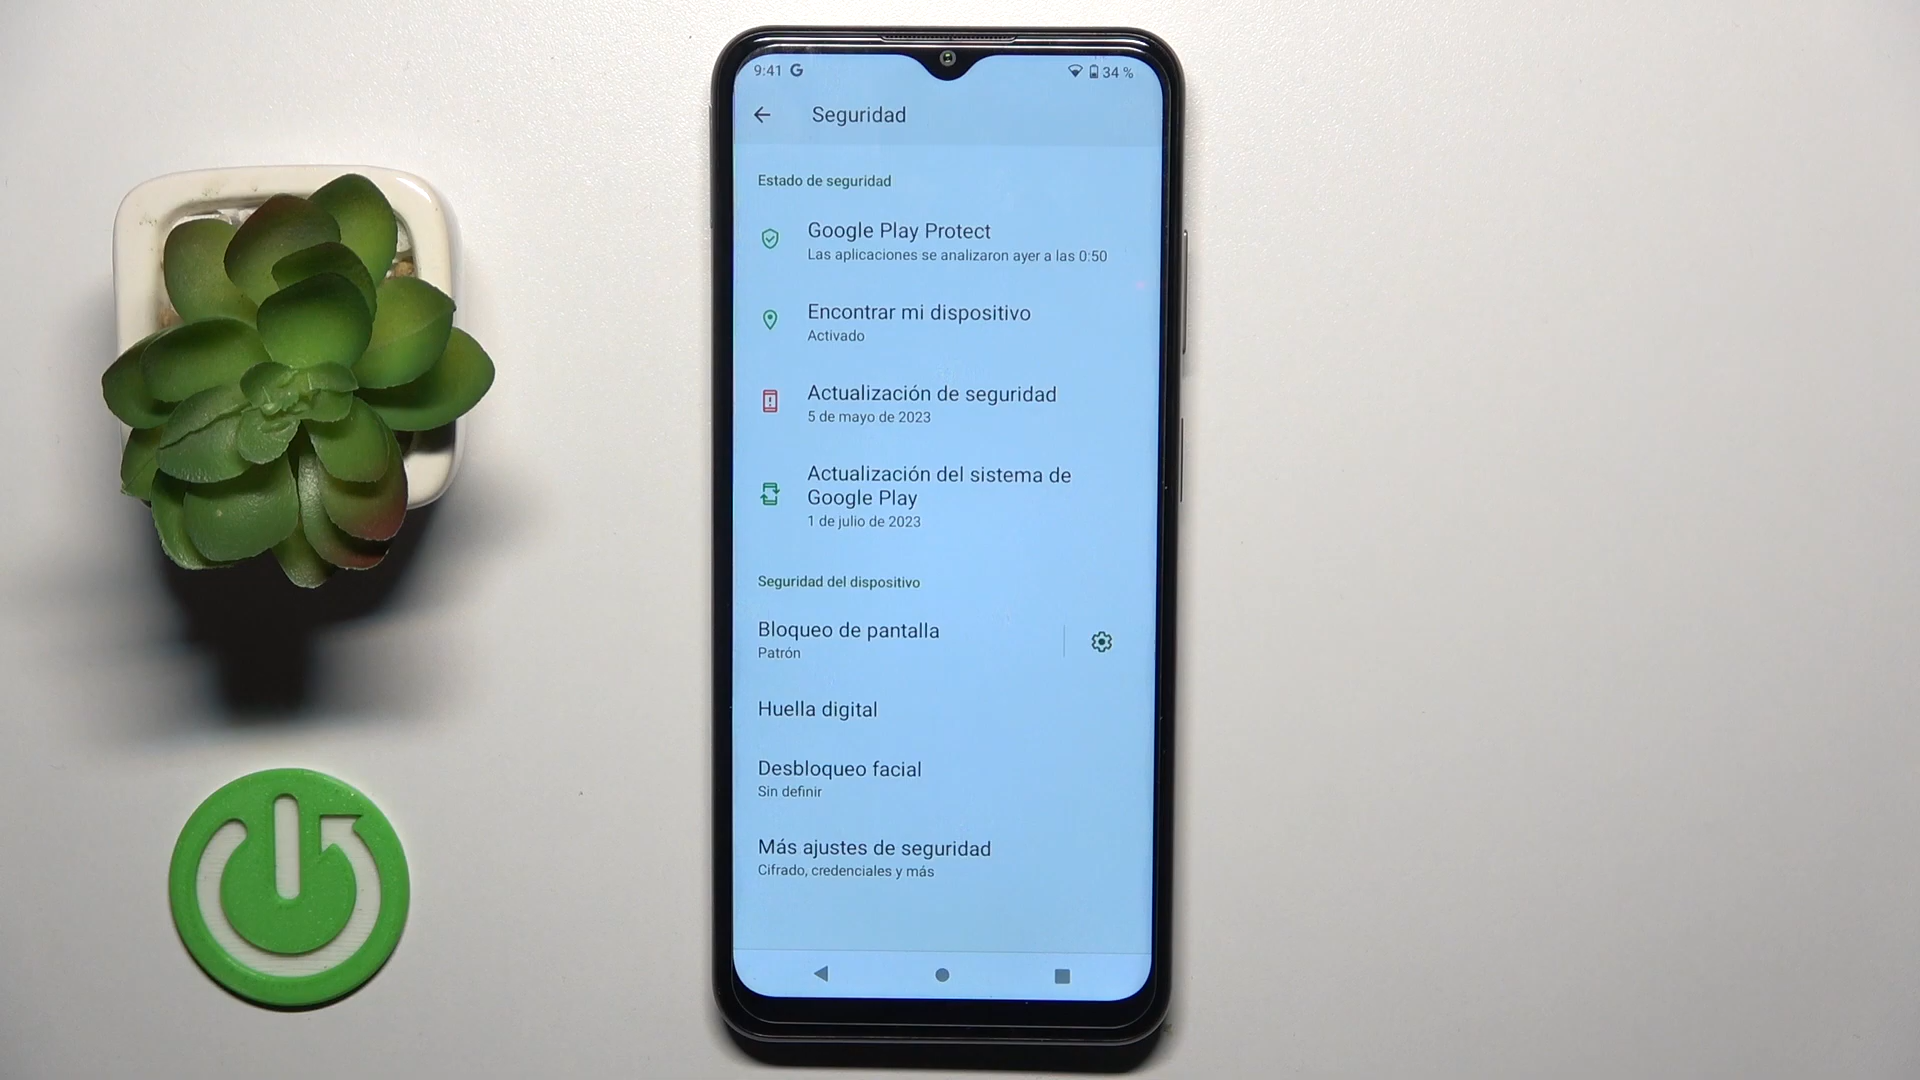 9:41 G 34 %
Seguridad
Estado de seguridad
Google Play Protect
Las aplicaciones se analizaron ayer a las 0:50
Encontrar mi dispositivo
Activado
Actualización de seguridad
5 de mayo de 2023
Actualización del sistema de
Google Play
1 de julio de 2023
Seguridad del dispositivo
Bloqueo de pantalla
Patrón
Huella digital
Desbloqueo facial
Sin definir
Más ajustes de seguridad
Cifrado, credenciales y más